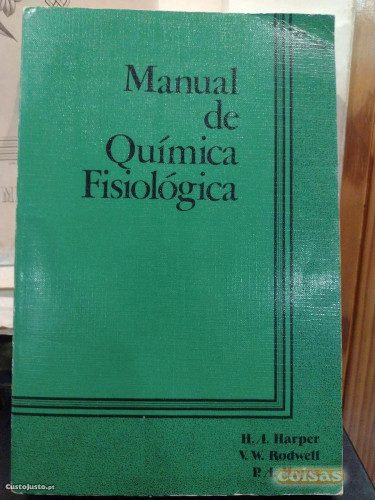 Manual
de
Química
Fisiológica
H. A. Harper
V. W. Rodwell
P. A.
coisas
CustoJusto.pt